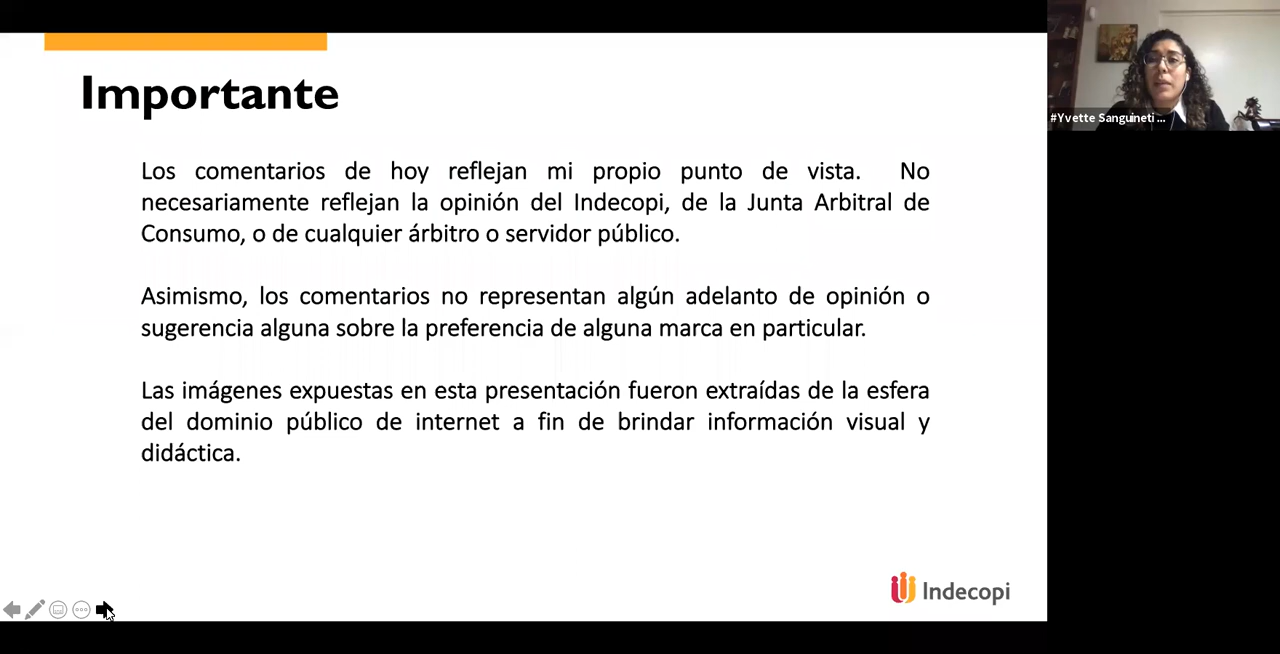 Importante
Los comentarios de hoy reflejan mi propio punto de vista. No
necesariamente reflejan la opinión del Indecopi, de la Junta Arbitral de
Consumo, o de cualquier árbitro o servidor público.
Asimismo, los comentarios no representan algún adelanto de opinión o
sugerencia alguna sobre la preferencia de alguna marca en particular.
Las imágenes expuestas en esta presentación fueron extraídas de la esfera
del dominio público de internet a fin de brindar información visual y
didáctica.
Indecopi
#Yvette Sanguineti ...